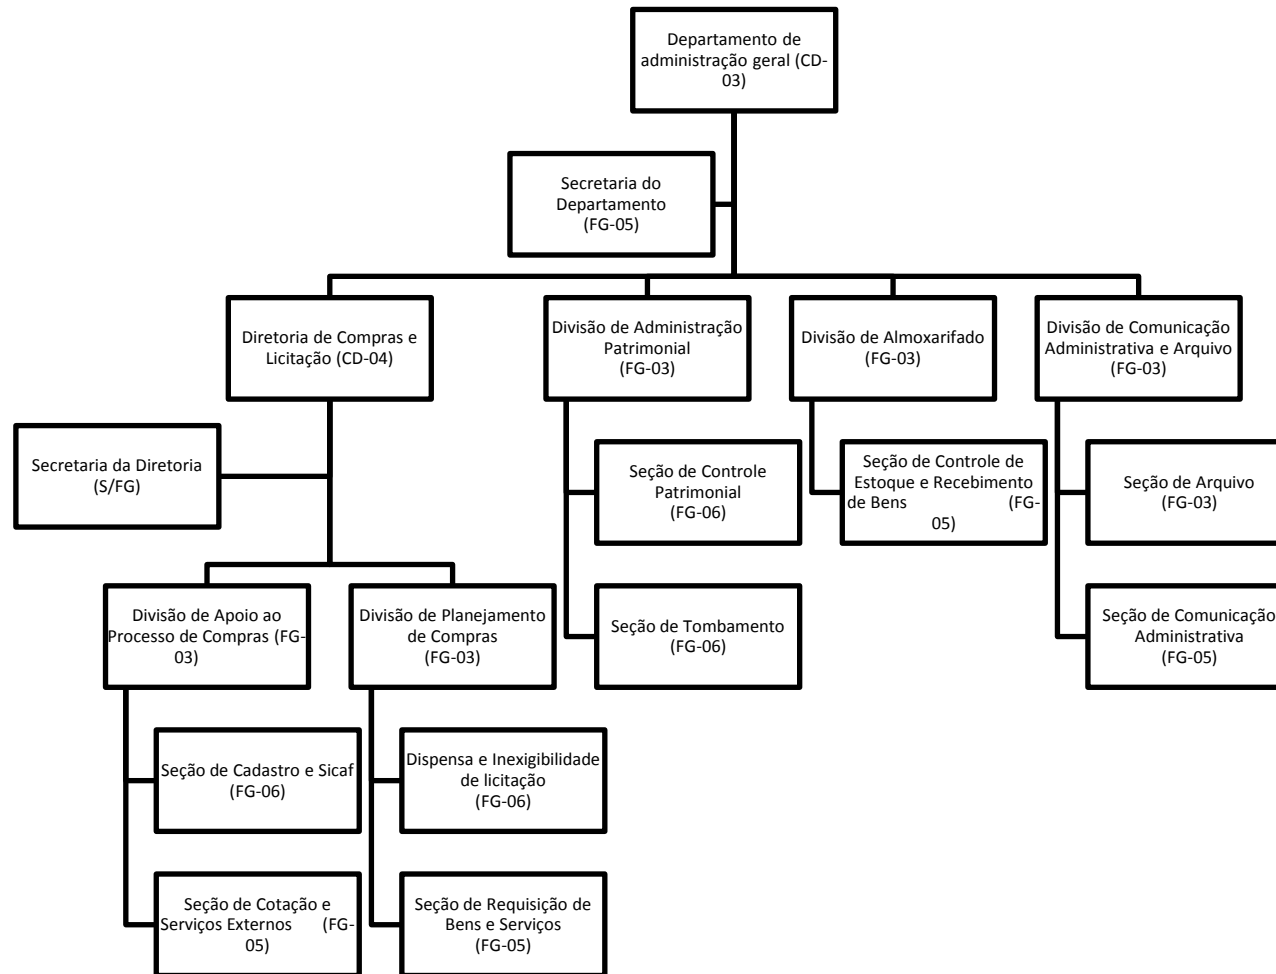 Departamento de
administração geral (CD-
03)
Secretaria do
Departamento
(FG-05)
Diretoria de Compras e
Licitação (CD-04)
Divisão de Administração
Patrimonial
(FG-03)
Divisão de Almoxarifado
(FG-03)
Divisão de Comunicação
Administrativa e Arquivo
(FG-03)
Secretaria da Diretoria
(S/FG)
Seção de Controle
Patrimonial
(FG-06)
Seção de Controle de
Estoque e Recebimento
de Bens (FG-
05)
Seção de Arquivo
(FG-03)
Divisão de Apoio ao
Processo de Compras (FG-
03)
Divisão de Planejamento
de Compras
(FG-03)
Seção de Tombamento
(FG-06)
Seção de Comunicação
Administrativa
(FG-05)
Seção de Cadastro e Sicaf
(FG-06)
Dispensa e Inexigibilidade
de licitação
(FG-06)
Seção de Cotação e
Serviços Externos (FG-
05)
Seção de Requisição de
Bens e Serviços
(FG-05)